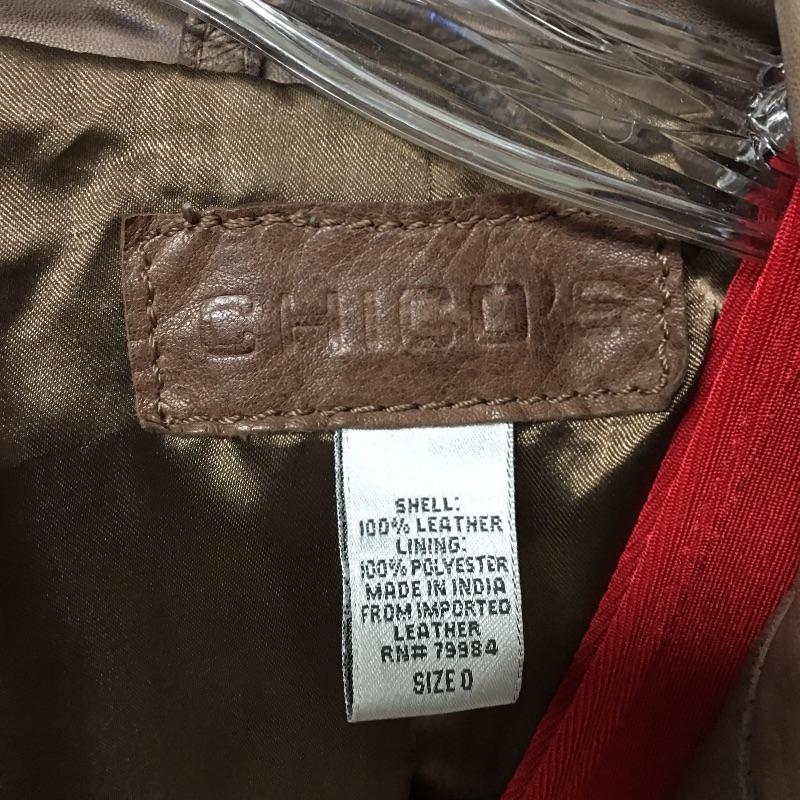 CHICO'S
SHELL:
100% LEATHER
LINING:
100% POLYESTER
MADE IN INDIA
FROM IMPORTED
LEATHER
RN# 79984
SIZE 0